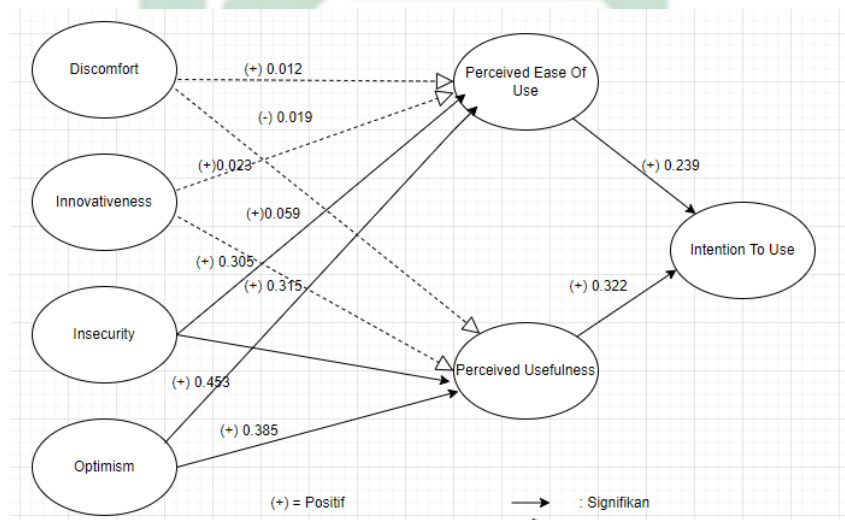 Discomfort
(+) 0.012
Perceived Ease Of
Use
(-) 0.019
(+)0.023
(+) 0.239
Innovativeness
(+)0.059
Intention To Use
(+) 0.305
(+) 0.315
(+) 0.322
Insecurity
Perceived Usefulness
(+) 0.453
(+) 0.385
Optimism
(+) = Positif
: Signifikan